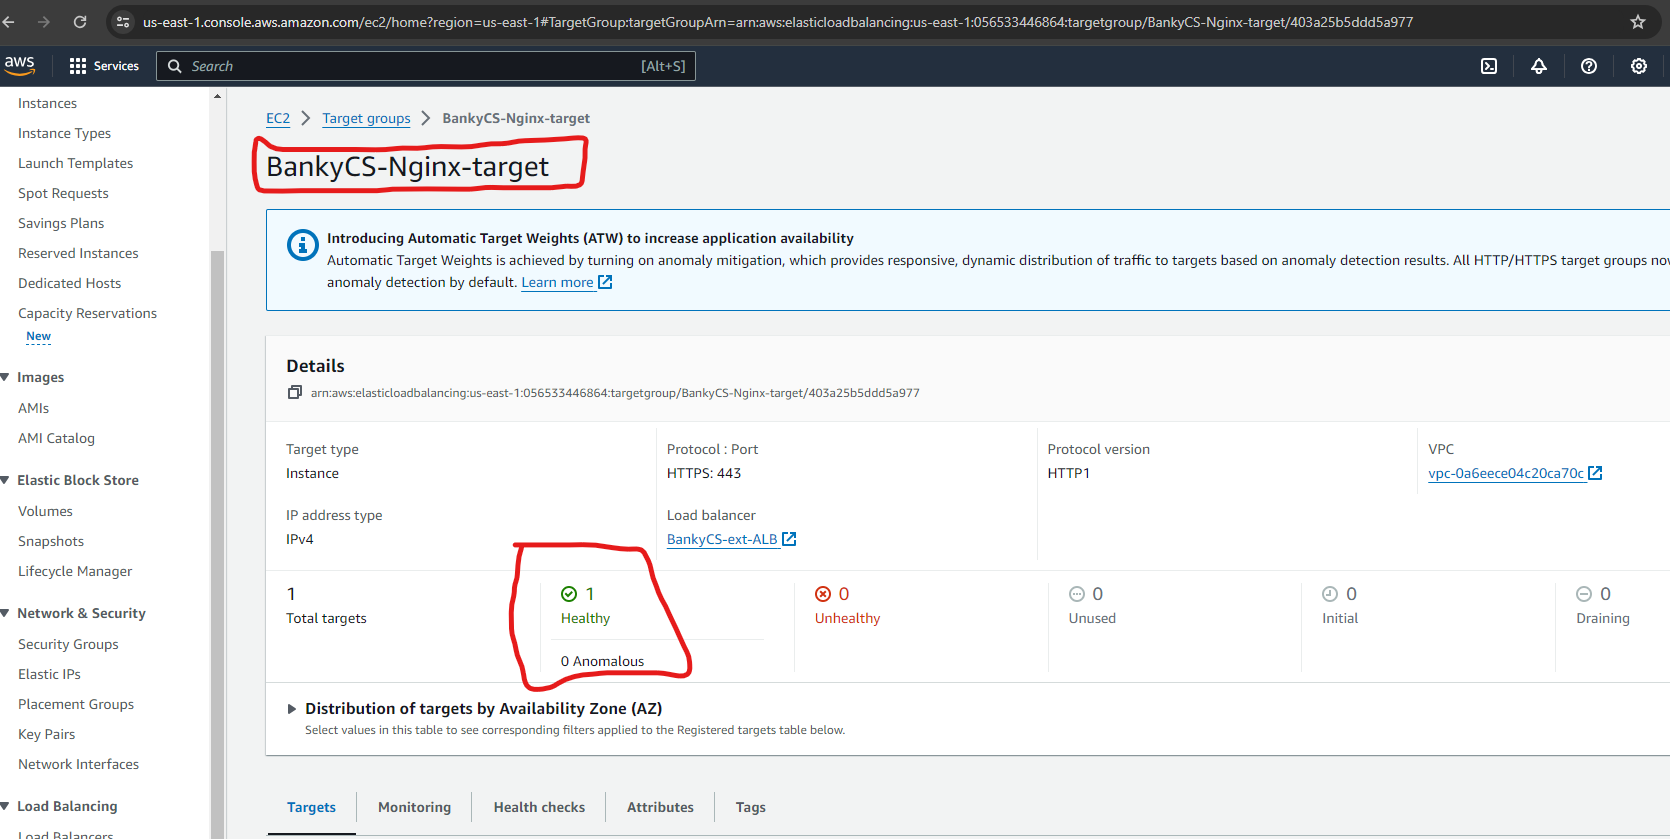 us-east-1.console.aws.amazon.com/ec2/home?region=us-east-1#TargetGroup:targetGroupArn=arn:aws:elasticloadbalancing:us-east-1:056533446864:targetgroup/BankyCS-Nginx-target/403a25b5ddd5a977
aws
Services
Search
[Alt+S]
Instances
Instance Types
Launch Templates
Spot Requests
Savings Plans
Reserved Instances
Dedicated Hosts
Capacity Reservations
New
Images
AMIs
AMI Catalog
Elastic Block Store
Volumes
Snapshots
Lifecycle Manager
Network & Security
Security Groups
Elastic IPs
Placement Groups
Key Pairs
Network Interfaces
Load Balancing
Load Balancers
EC2 > Target groups > BankyCS-Nginx-target
BankyCS-Nginx-target
Introducing Automatic Target Weights (ATW) to increase application availability
Automatic Target Weights is achieved by turning on anomaly mitigation, which provides responsive, dynamic distribution of traffic to targets based on anomaly detection results. All HTTP/HTTPS target groups
anomaly detection by default. Learn more
Details
arn:aws:elasticloadbalancing:us-east-1:056533446864:targetgroup/BankyCS-Nginx-target/403a25b5ddd5a977
Target type
Instance
Protocol : Port
HTTPS: 443
Protocol version
HTTP1
VPC
vpc-0a6eece04c20ca70c
IP address type
IPv4
Load balancer
BankyCS-ext-ALB
1
Total targets
1
Healthy
0 Anomalous
0
Unhealthy
0
Unused
0
Initial
0
Draining
Distribution of targets by Availability Zone (AZ)
Select values in this table to see corresponding filters applied to the Registered targets table below.
Targets
Monitoring
Health checks
Attributes
Tags